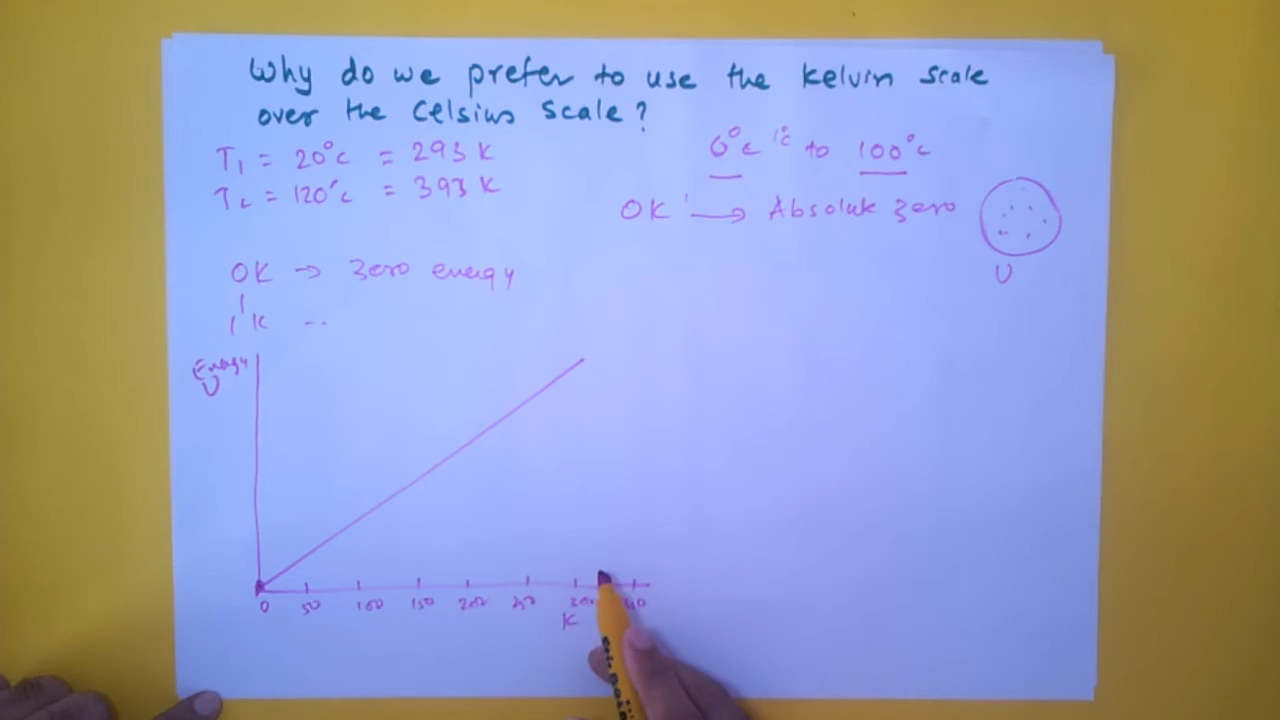 Why do we prefer to use the Kelvin scale
over the Celsius scale?
T1 = 20°C = 293 K
T2 = 120°C = 393 K
0°C 1°C to 100°C
0K → Absolute zero
U
0K → zero energy
1K --
Energy
U
0 50 100 150 200 250 300
K